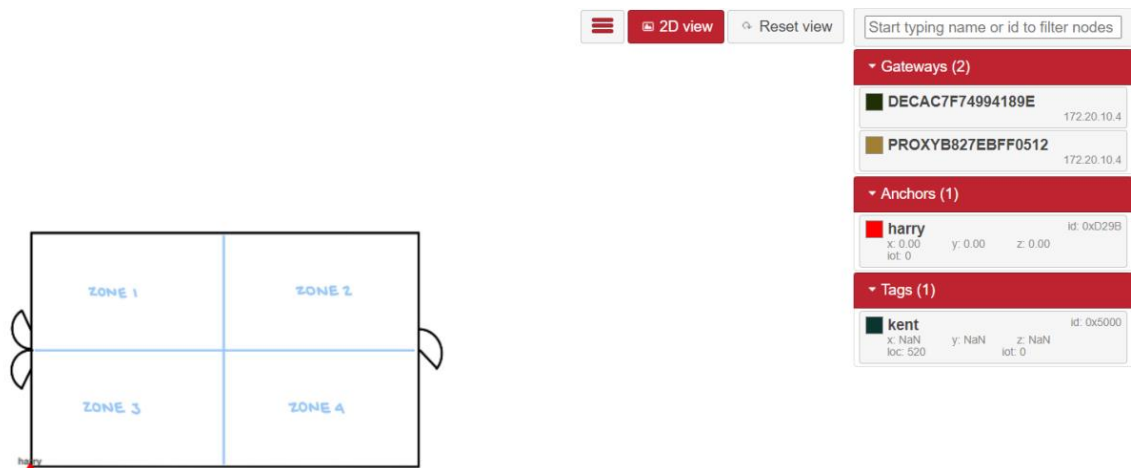 2D view
Reset view
Start typing name or id to filter nodes
Gateways (2)
DECAC7F74994189E
172.20.10.4
PROXYB827EBFF0512
172.20.10.4
Anchors (1)
harry
id: 0xD29B
x: 0.00 y: 0.00 z: 0.00
iot: 0
Tags (1)
kent
id: 0x5000
x: NaN y: NaN z: NaN
loc: 520 iot: 0
ZONE 1
ZONE 2
ZONE 3
ZONE 4
harry